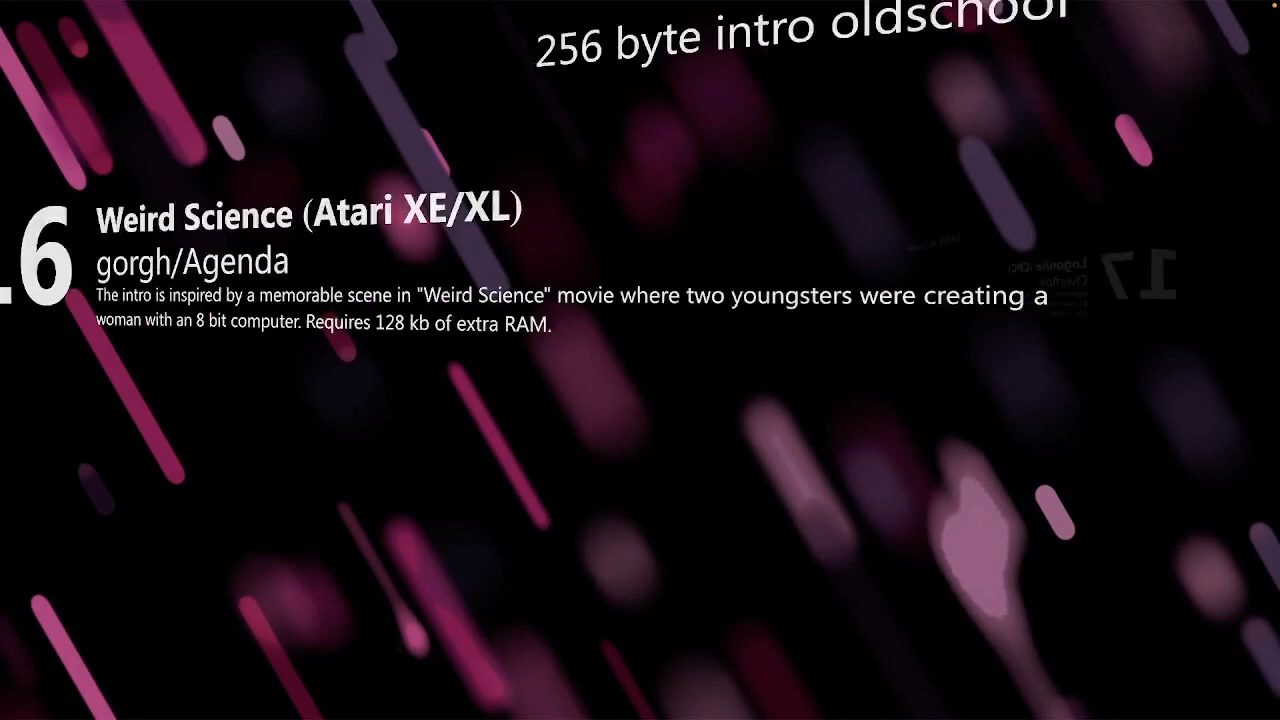 256 byte intro oldschool
.6
Weird Science (Atari XE/XL)
gorgh/Agenda
The intro is inspired by a memorable scene in "Weird Science" movie where two youngsters were creating a
woman with an 8 bit computer. Requires 128 kb of extra RAM.
17